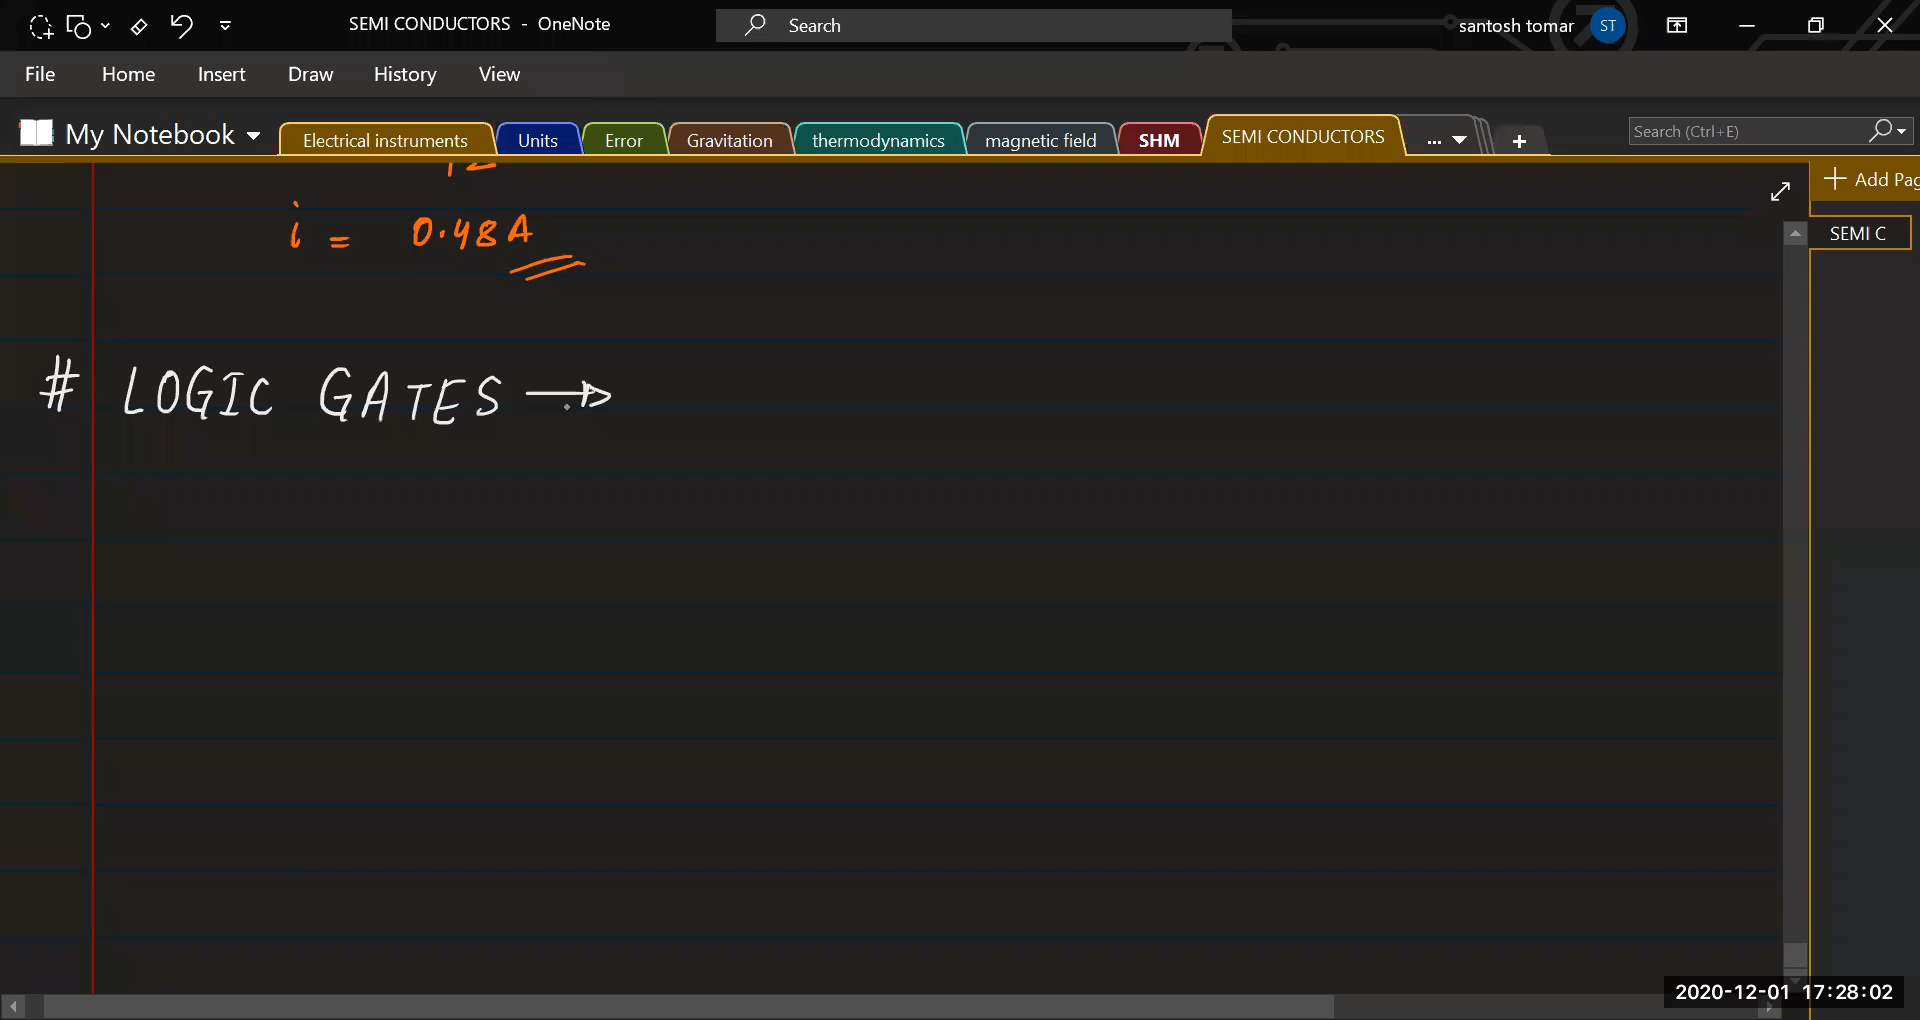 SEMI CONDUCTORS - OneNote
Search
santosh tomar
ST
File Home Insert Draw History View
My Notebook
Electrical instruments
Units
Error
Gravitation
thermodynamics
magnetic field
SHM
SEMI CONDUCTORS
...
+
Search (Ctrl+E)
+ Add Pag
SEMI C
i = 0.48A
# LOGIC GATES →
2020-12-01 17:28:02